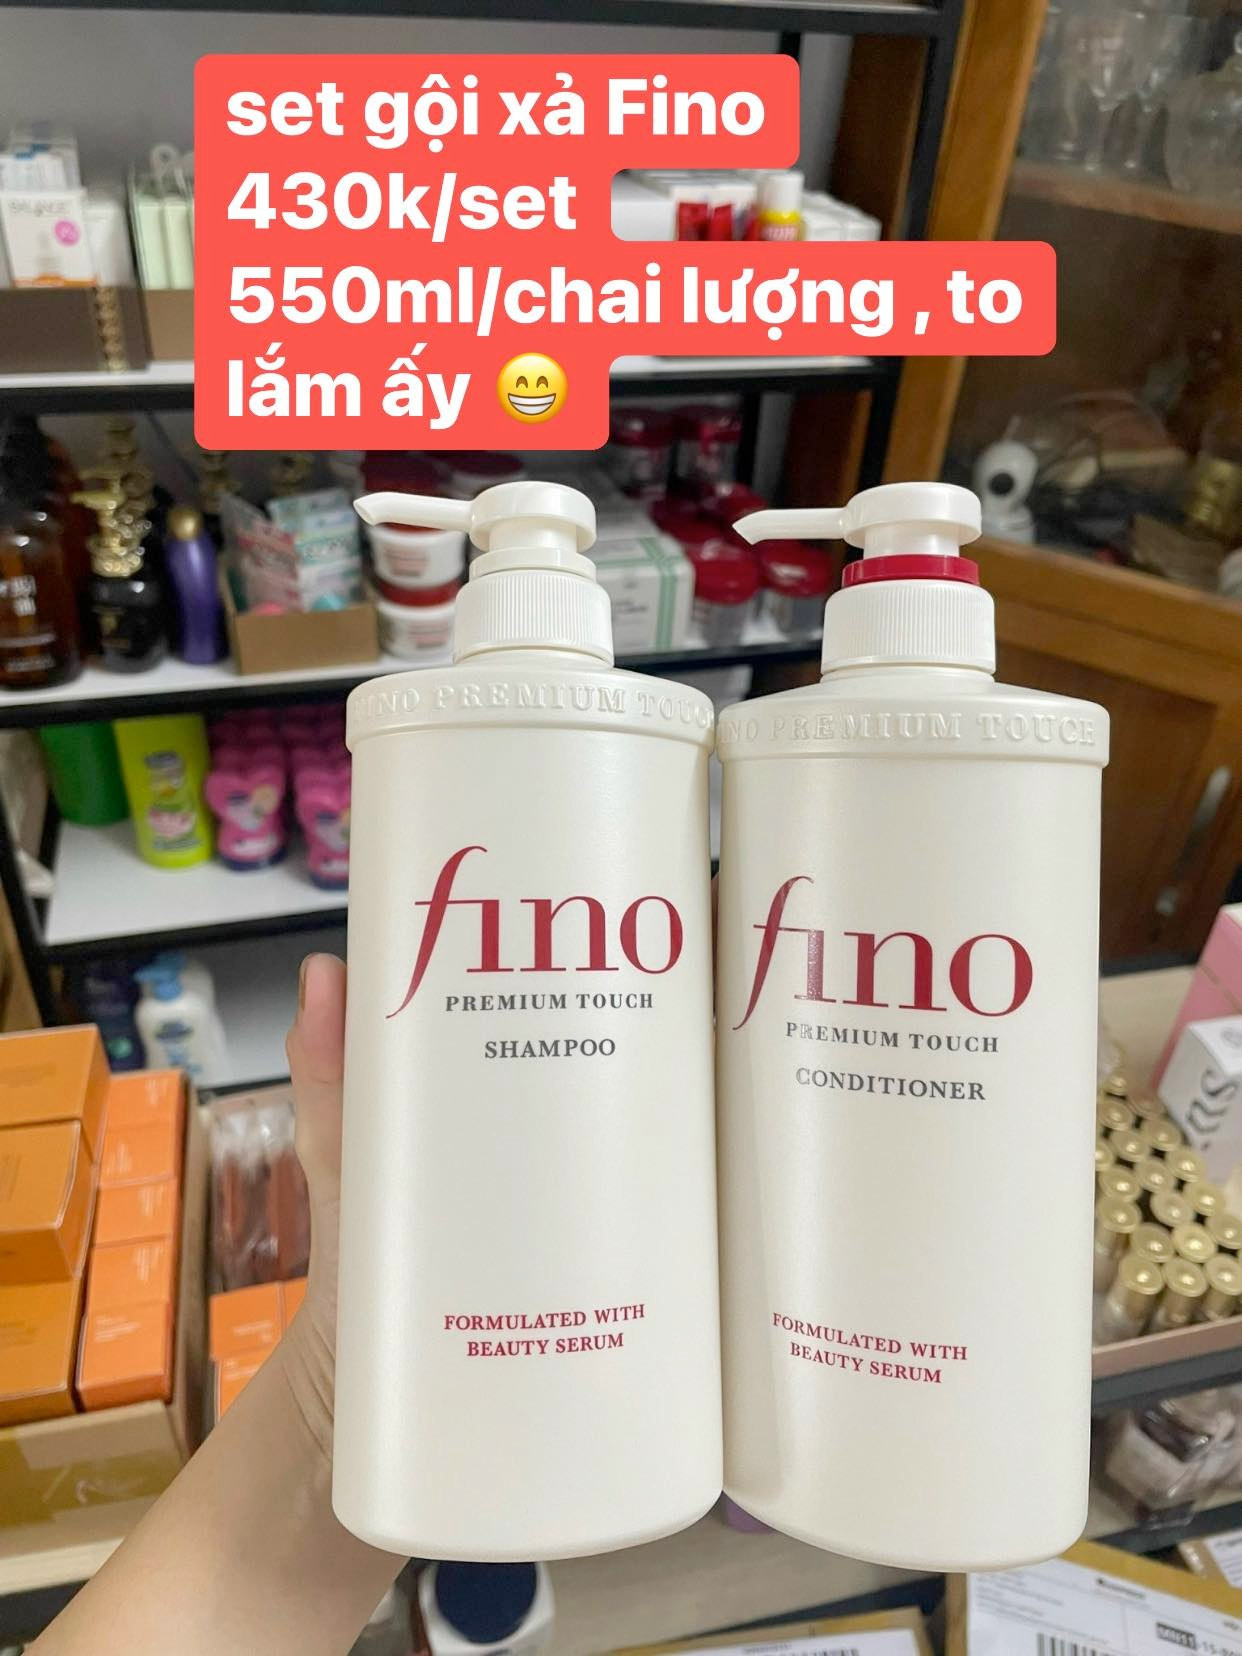 set gội xả Fino
430k/set
550ml/chai lượng , to
lắm ấy 😁
FINO PREMIUM TOUCH
FINO PREMIUM TOUCH
fino
PREMIUM TOUCH
SHAMPOO
FORMULATED WITH
BEAUTY SERUM
fino
PREMIUM TOUCH
CONDITIONER
FORMULATED WITH
BEAUTY SERUM